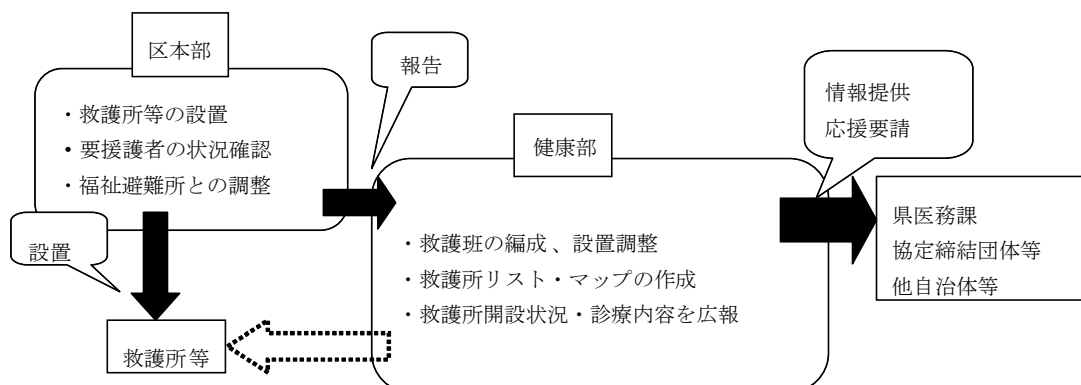 区本部
・救護所等の設置
・要援護者の状況確認
・福祉避難所との調整
報告
設置
救護所等
健康部
・救護班の編成、設置調整
・救護所リスト・マップの作成
・救護所開設状況・診療内容を広報
情報提供
応援要請
県医務課
協定締結団体等
他自治体等